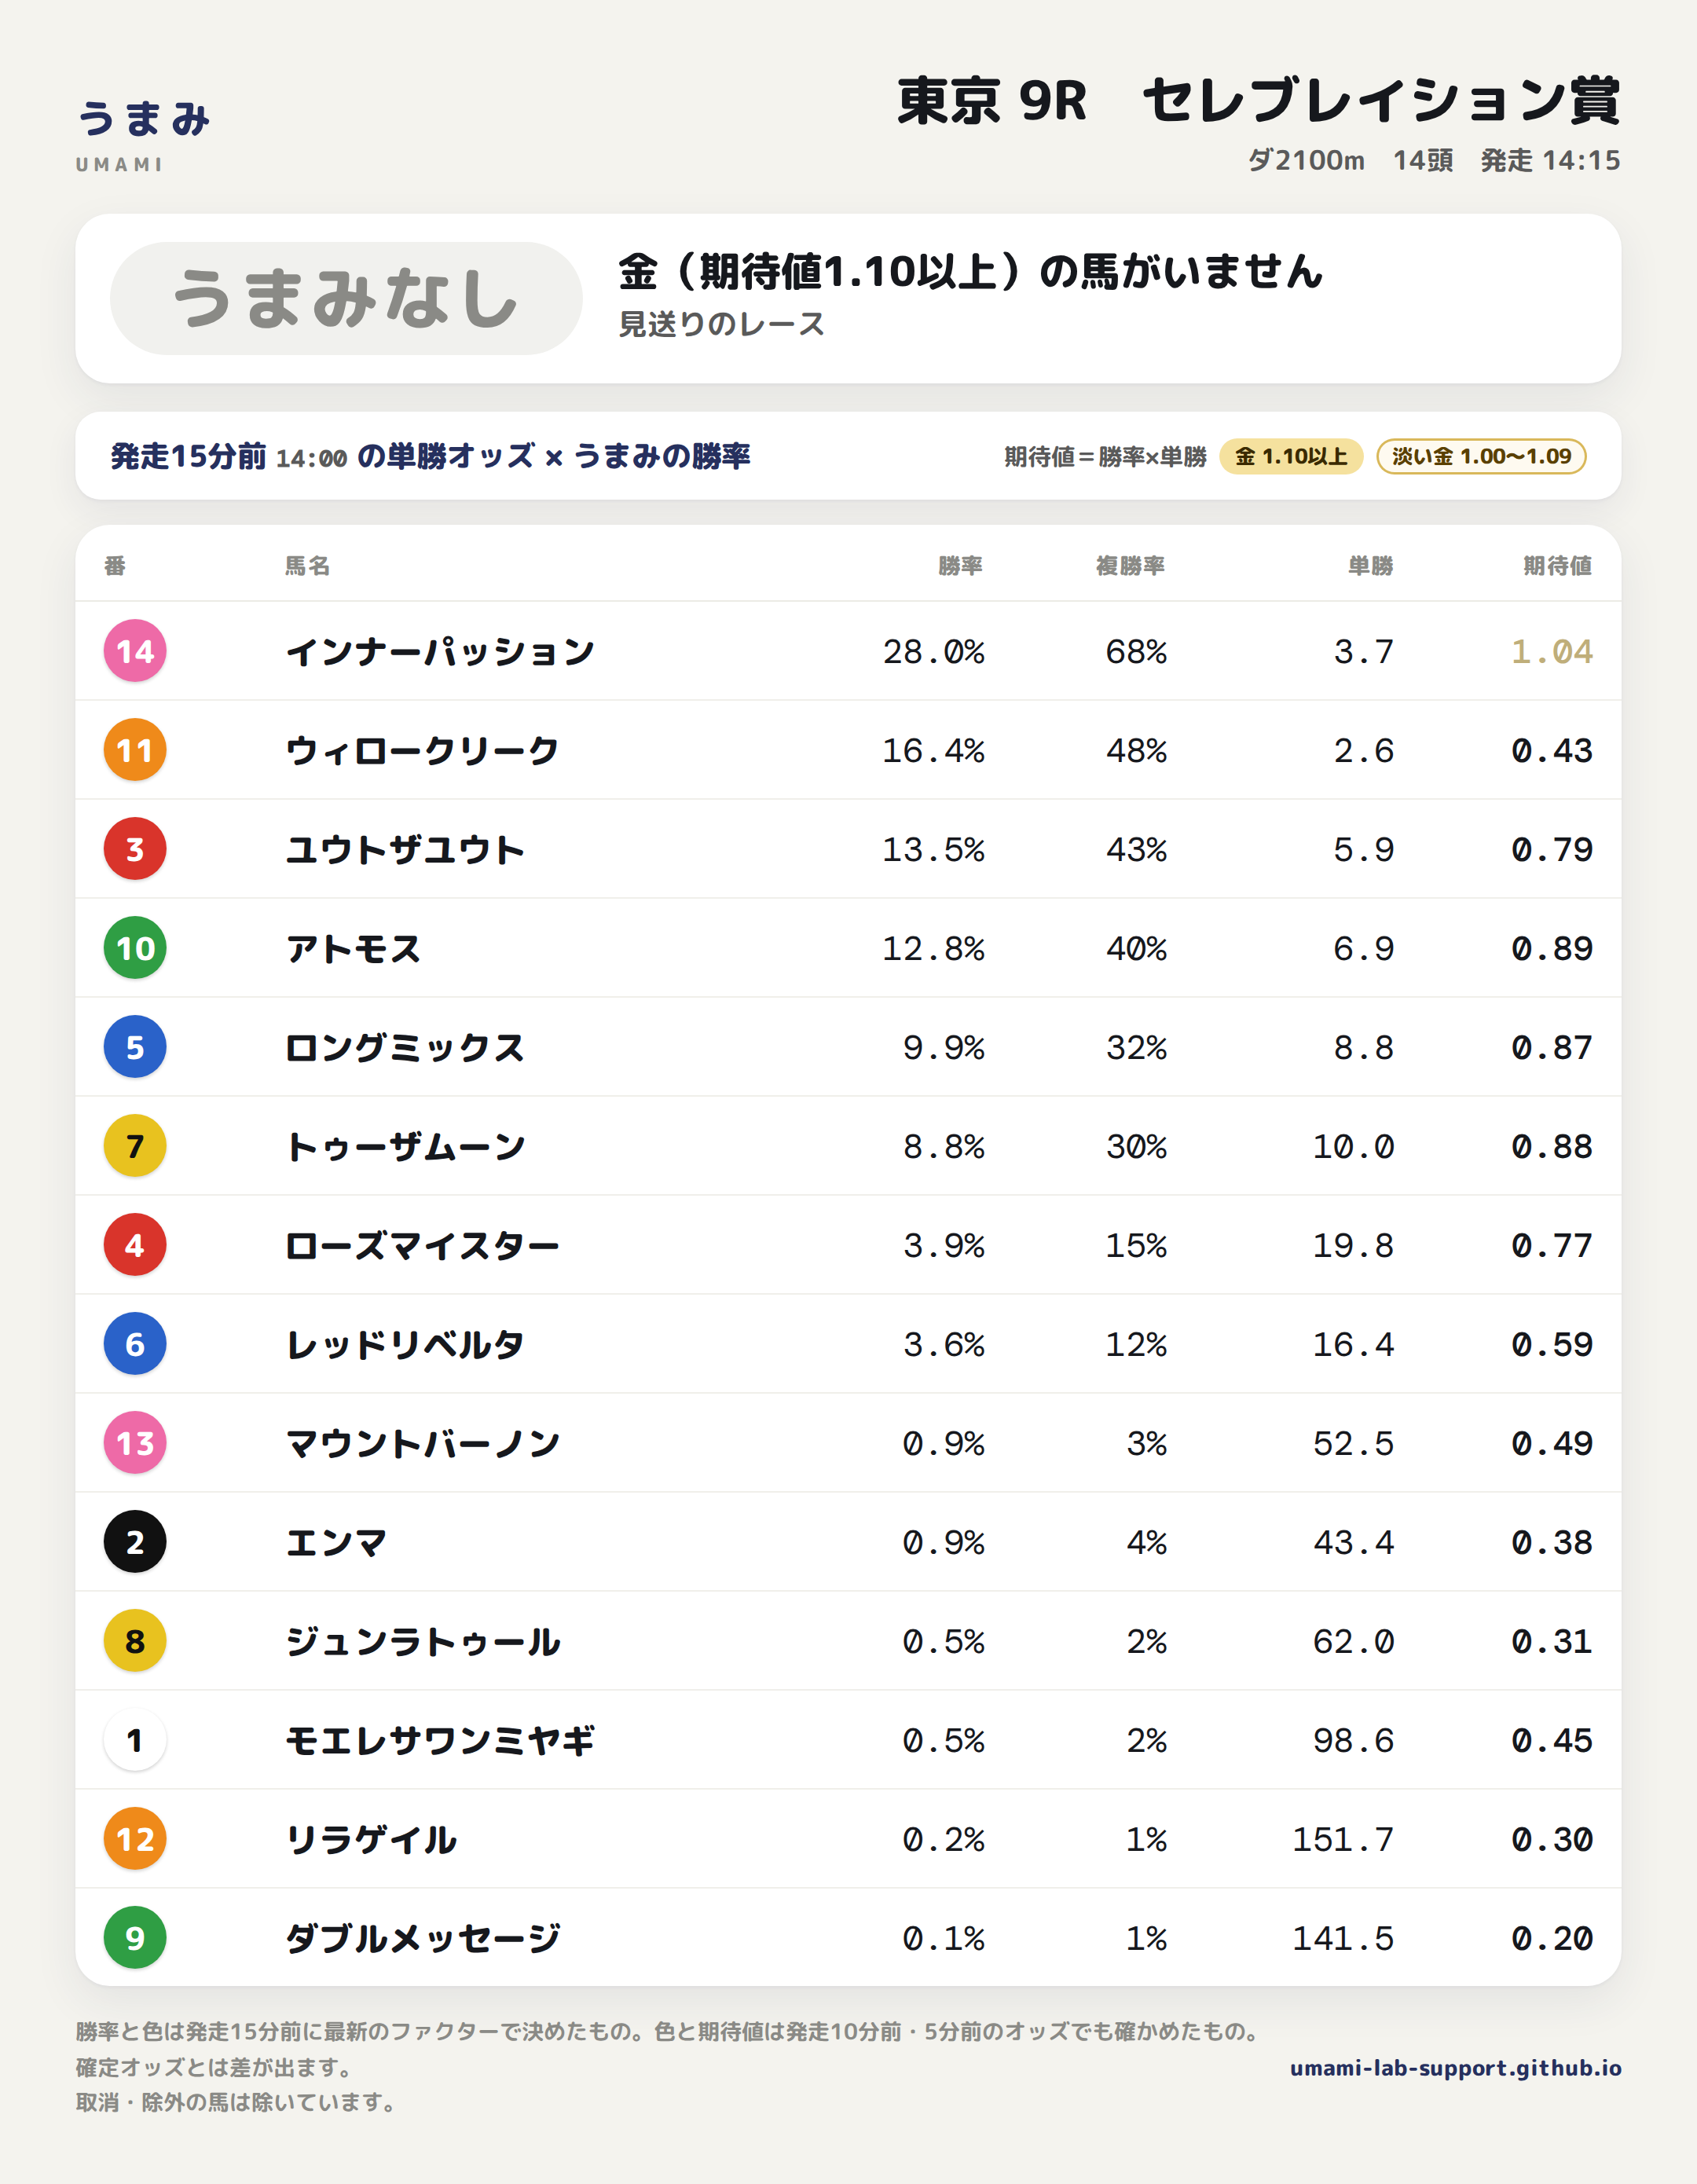 うまみ
UMAMI
東京 9R　セレブレイション賞
ダ2100m　14頭　発走 14:15
うまみなし
金（期待値1.10以上）の馬がいません
見送りのレース
発走15分前 14:00 の単勝オッズ × うまみの勝率
期待値＝勝率×単勝 金 1.10以上 淡い金 1.00〜1.09
番 馬名 勝率 複勝率 単勝 期待値
14 インナーパッション 28.0% 68% 3.7 1.04
11 ウィロークリーク 16.4% 48% 2.6 0.43
3 ユウトザユウト 13.5% 43% 5.9 0.79
10 アトモス 12.8% 40% 6.9 0.89
5 ロングミックス 9.9% 32% 8.8 0.87
7 トゥーザムーン 8.8% 30% 10.0 0.88
4 ローズマイスター 3.9% 15% 19.8 0.77
6 レッドリベルタ 3.6% 12% 16.4 0.59
13 マウントバーノン 0.9% 3% 52.5 0.49
2 エンマ 0.9% 4% 43.4 0.38
8 ジュンラトゥール 0.5% 2% 62.0 0.31
1 モエレサワンミヤギ 0.5% 2% 98.6 0.45
12 リラゲイル 0.2% 1% 151.7 0.30
9 ダブルメッセージ 0.1% 1% 141.5 0.20
勝率と色は発走15分前に最新のファクターで決めたもの。色と期待値は発走10分前・5分前のオッズでも確かめたもの。
確定オッズとは差が出ます。
取消・除外の馬は除いています。
umami-lab-support.github.io